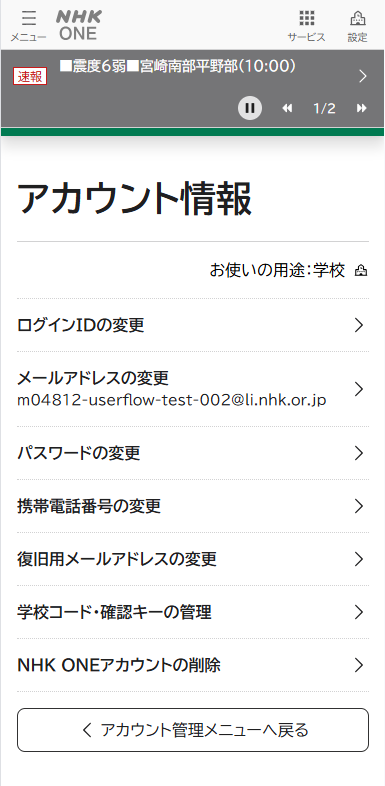 メニュー
NHK
ONE
サービス
設定
速報
■震度6弱■宮崎南部平野部(10:00)
1/2
アカウント情報
お使いの用途：学校
ログインIDの変更
メールアドレスの変更
m04812-userflow-test-002@li.nhk.or.jp
パスワードの変更
携帯電話番号の変更
復旧用メールアドレスの変更
学校コード・確認キーの管理
NHK ONEアカウントの削除
アカウント管理メニューへ戻る